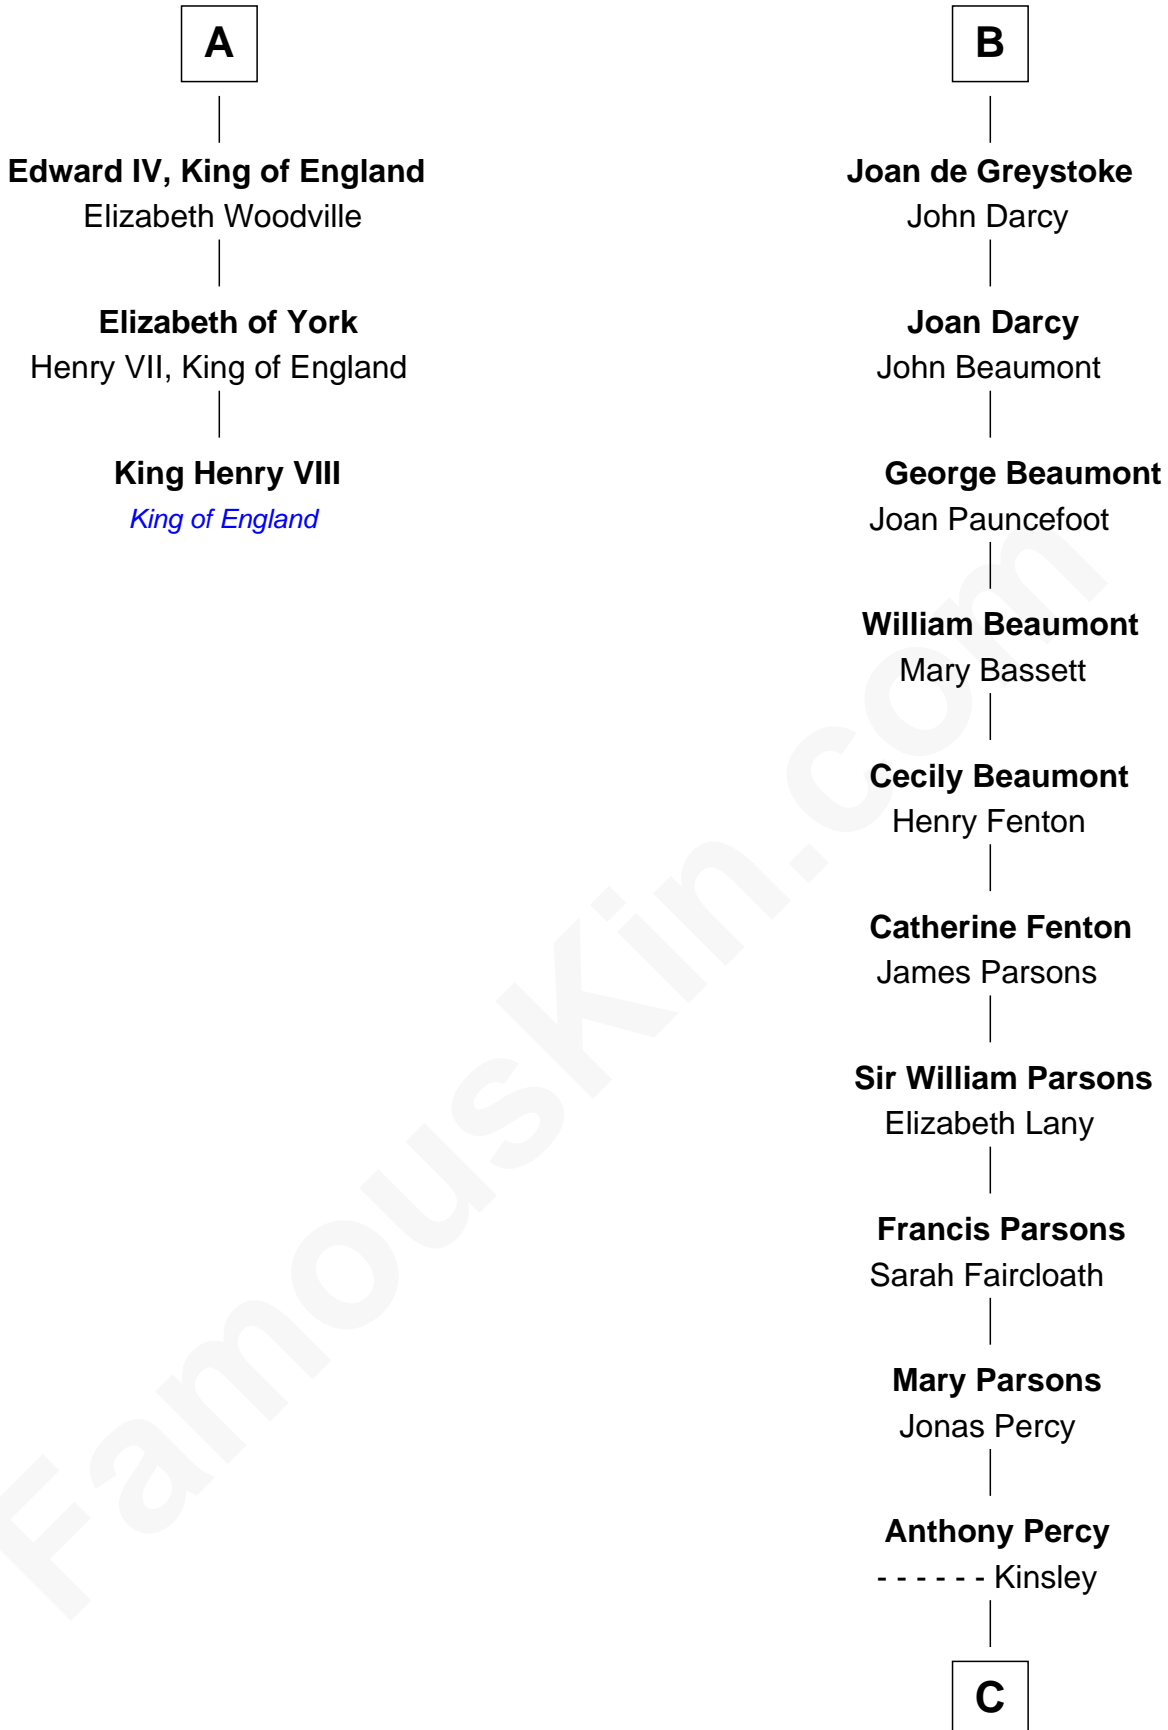 A
Edward IV, King of England
Elizabeth Woodville
Elizabeth of York
Henry VII, King of England
King Henry VIII
King of England
B
Joan de Greystoke
John Darcy
Joan Darcy
John Beaumont
George Beaumont
Joan Pauncefoot
William Beaumont
Mary Bassett
Cecily Beaumont
Henry Fenton
Catherine Fenton
James Parsons
Sir William Parsons
Elizabeth Lany
Francis Parsons
Sarah Faircloath
Mary Parsons
Jonas Percy
Anthony Percy
- - - - - - Kinsley
C
FamousKin.com